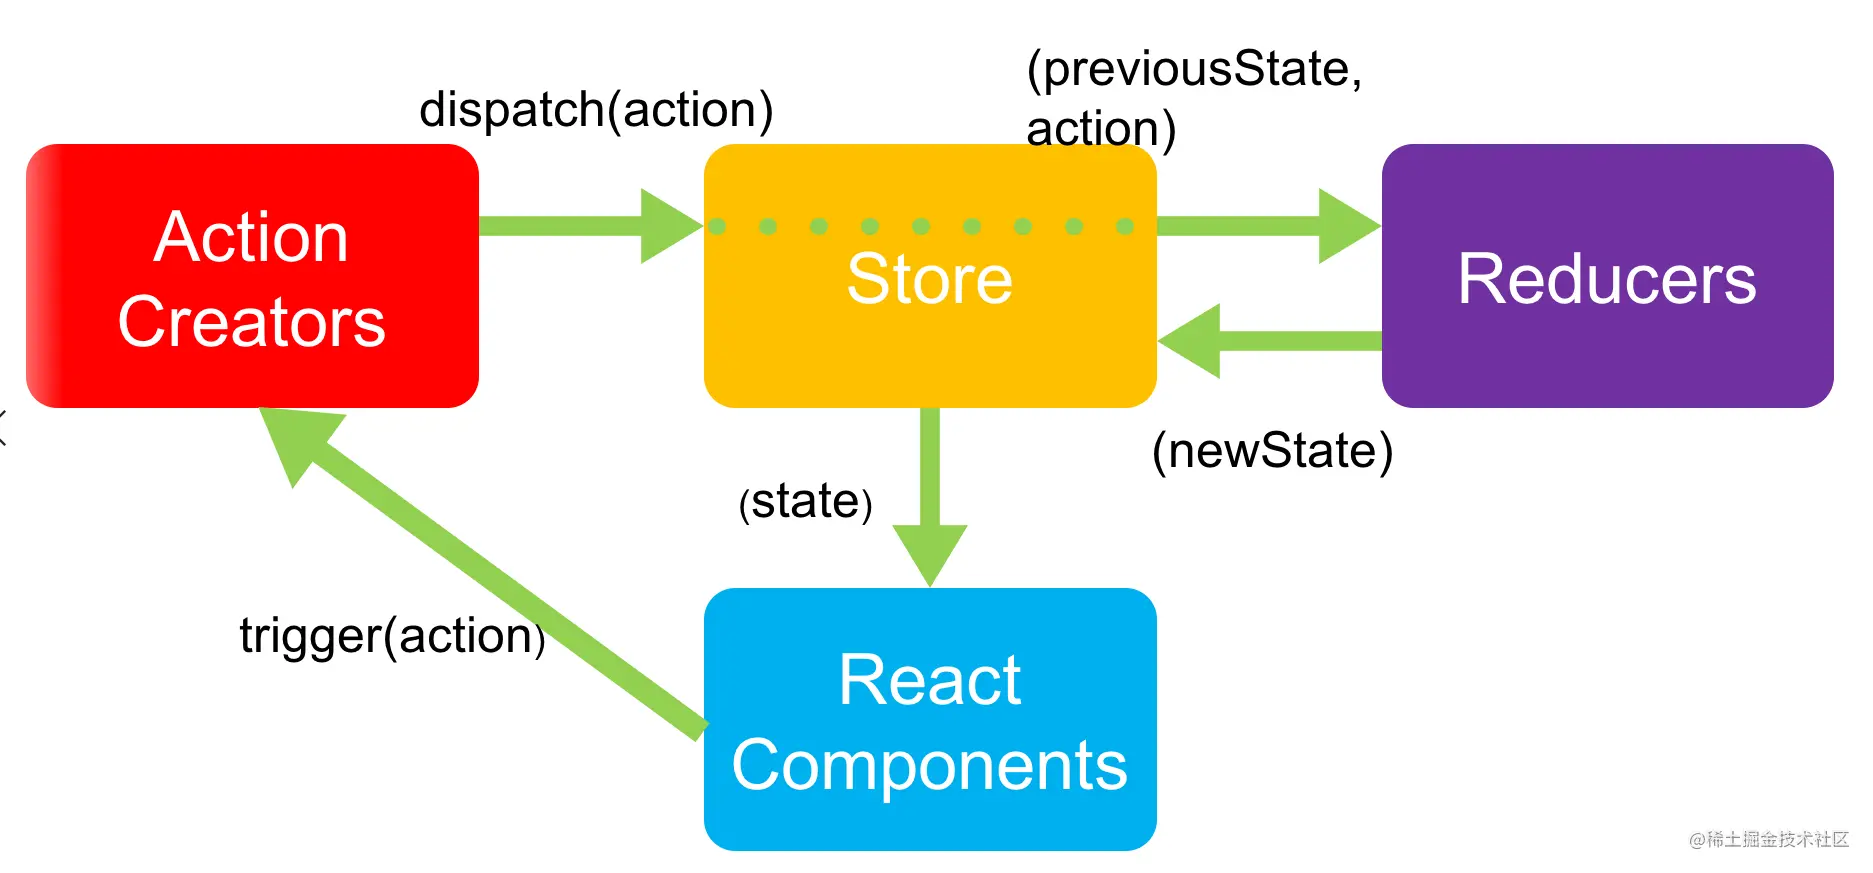 (previousState,
action)
dispatch(action)
Action
Creators
Store
Reducers
(newState)
(state)
trigger(action)
React
Components
@稀土掘金技术社区